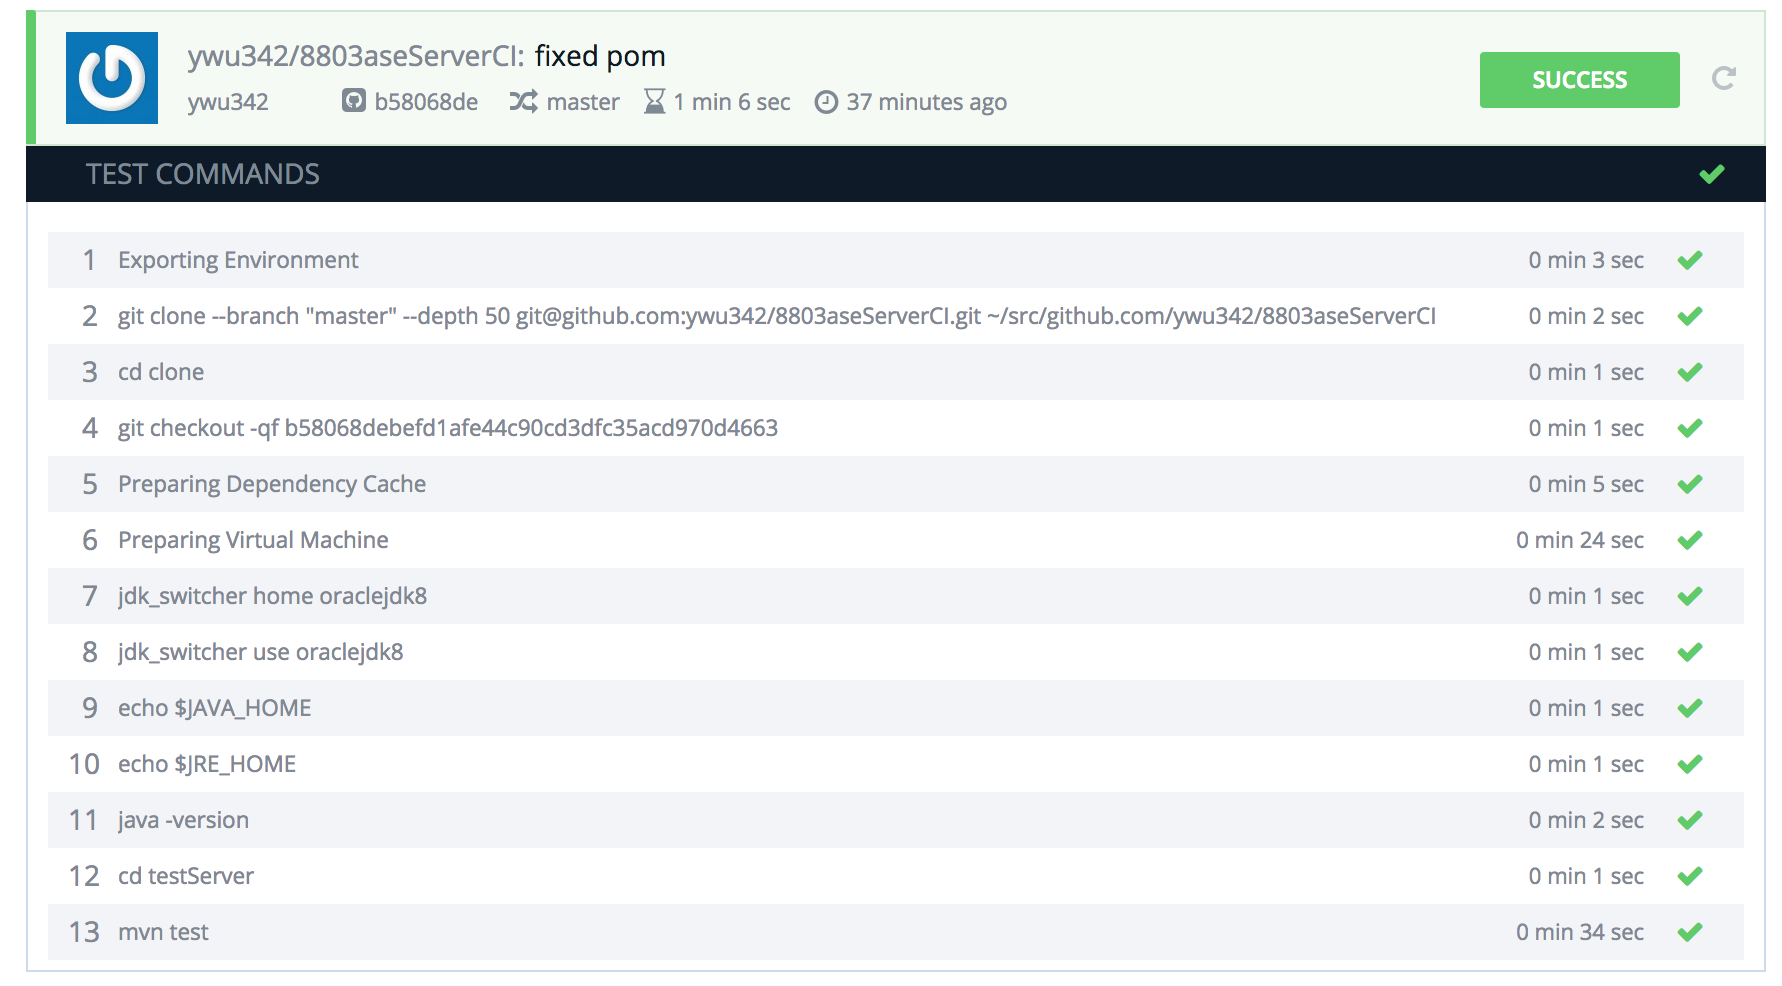 ywu342/8803aseServerCI: fixed pom
ywu342 b58068de master 1 min 6 sec 37 minutes ago
SUCCESS
TEST COMMANDS
1 Exporting Environment 0 min 3 sec
2 git clone --branch "master" --depth 50 git@github.com:ywu342/8803aseServerCI.git ~/src/github.com/ywu342/8803aseServerCI 0 min 2 sec
3 cd clone 0 min 1 sec
4 git checkout -qf b58068debefd1afe44c90cd3dfc35acd970d4663 0 min 1 sec
5 Preparing Dependency Cache 0 min 5 sec
6 Preparing Virtual Machine 0 min 24 sec
7 jdk_switcher home oraclejdk8 0 min 1 sec
8 jdk_switcher use oraclejdk8 0 min 1 sec
9 echo $JAVA_HOME 0 min 1 sec
10 echo $JRE_HOME 0 min 1 sec
11 java -version 0 min 2 sec
12 cd testServer 0 min 1 sec
13 mvn test 0 min 34 sec